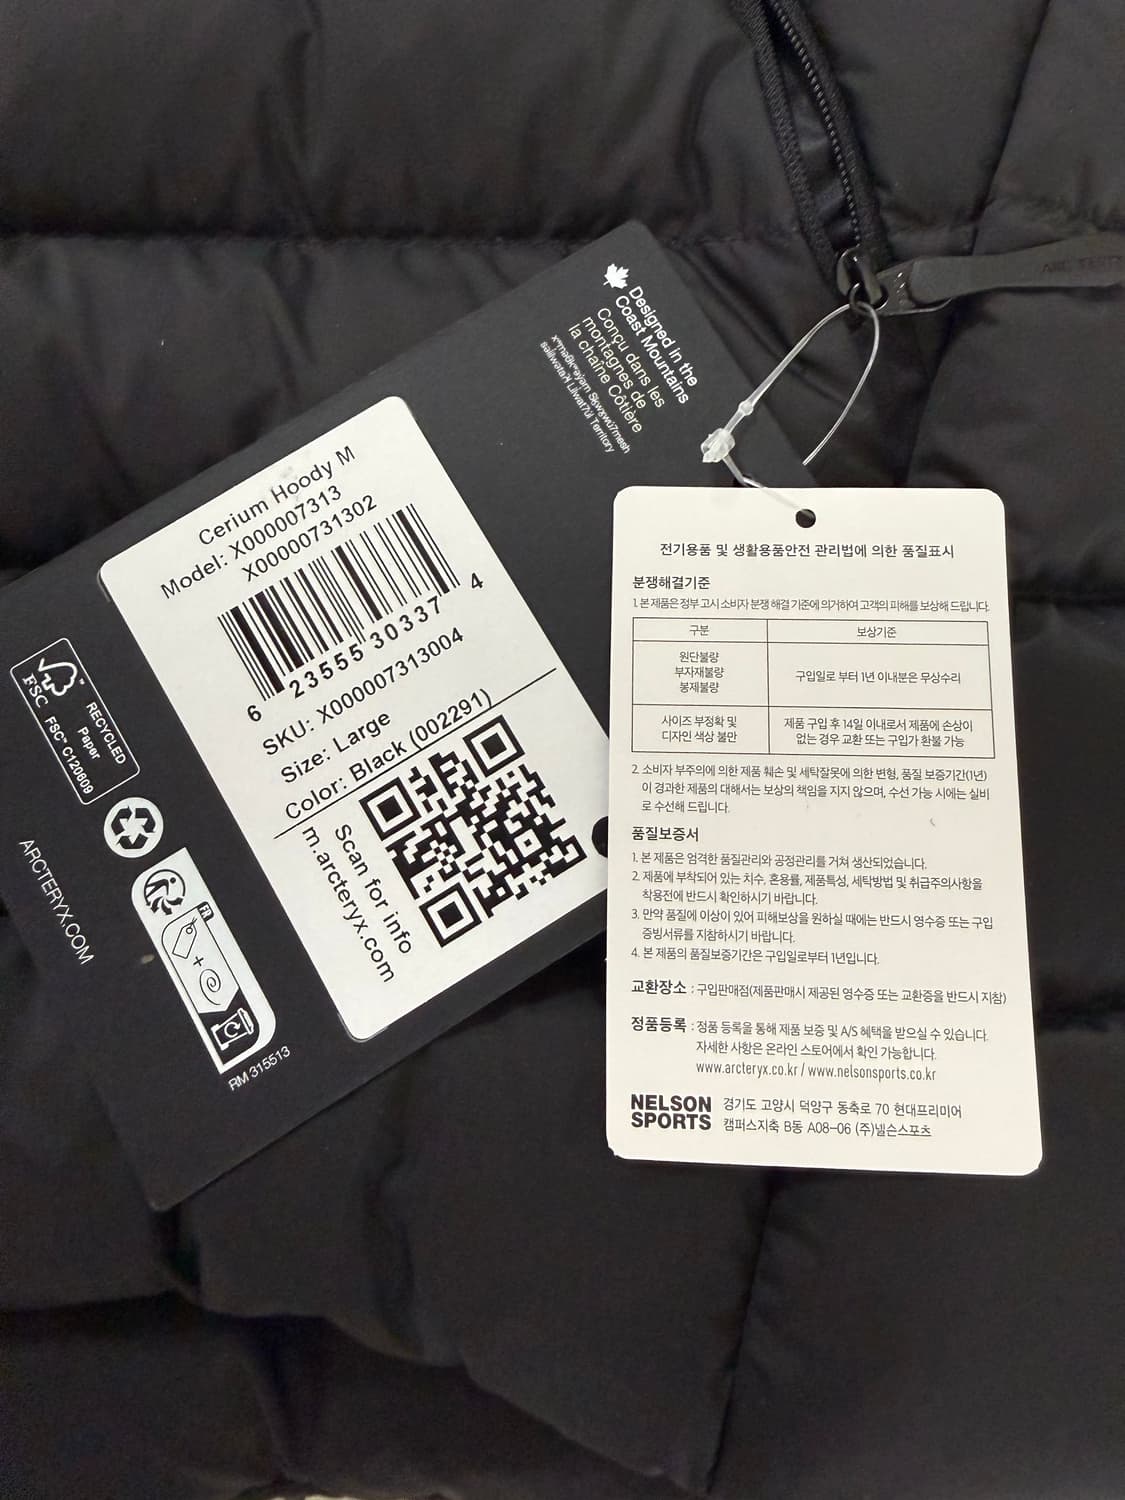 Designed in the
Coast Mountains
Conçu dans les
montagnes de
la chaîne Côtière
Territory
Cerium Hoody M
Model: X000007313
X00000731302
6 23555 30337 4
SKU: X000007313004
Size: Large
Color: Black (002291)
Scan for info
m.arcteryx.com
FSC
RECYCLED
Paper
FSC™ C120609
FR
ARCTERYX.COM
RM 315513
전기용품 및 생활용품안전 관리법에 의한 품질표시
분쟁해결기준
1. 본 제품은 정부 고시 소비자 분쟁 해결 기준에 의거하여 고객의 피해를 보상해 드립니다.
구분 보상기준
원단불량
부자재불량
봉제불량
구입일로 부터 1년 이내분은 무상수리
사이즈 부정확 및
디자인 색상 불만
제품 구입 후 14일 이내로서 제품에 손상이
없는 경우 교환 또는 구입가 환불 가능
2. 소비자 부주의에 의한 제품 훼손 및 세탁잘못에 의한 변형, 품질 보증기간(1년)
이 경과한 제품의 대해서는 보상의 책임을 지지 않으며, 수선 가능 시에는 실비
로 수선해 드립니다.
품질보증서
1. 본 제품은 엄격한 품질관리와 공정관리를 거쳐 생산되었습니다.
2. 제품에 부착되어 있는 치수, 혼용률, 제품특성, 세탁방법 및 취급주의사항을
착용전에 반드시 확인하시기 바랍니다.
3. 만약 품질에 이상이 있어 피해보상을 원하실 때에는 반드시 영수증 또는 구입
증빙서류를 지참하시기 바랍니다.
4. 본 제품의 품질보증기간은 구입일로부터 1년입니다.
교환장소 : 구입판매점(제품판매시 제공된 영수증 또는 교환증을 반드시 지참)
정품등록 : 정품 등록을 통해 제품 보증 및 A/S 혜택을 받으실 수 있습니다.
자세한 사항은 온라인 스토어에서 확인 가능합니다.
www.arcteryx.co.kr / www.nelsonsports.co.kr
NELSON
SPORTS
경기도 고양시 덕양구 동축로 70 현대프리미어
캠퍼스지축 B동 A08-06 (주)넬슨스포츠